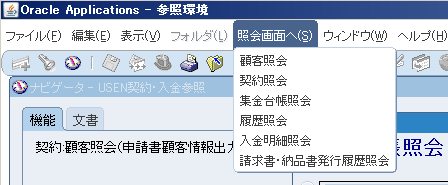 Oracle Applications - 参照環境
ファイル(F) 編集(E) 表示(V) フォルダ(L) 照会画面へ(S) ウィンドウ(W) ヘルプ(H)
顧客照会
契約照会
集金台帳照会
履歴照会
入金明細照会
請求書・納品書発行履歴照会
ナビゲータ - USEN契約・入金参照
機能 文書
契約:顧客照会(申請書顧客情報出力
照会